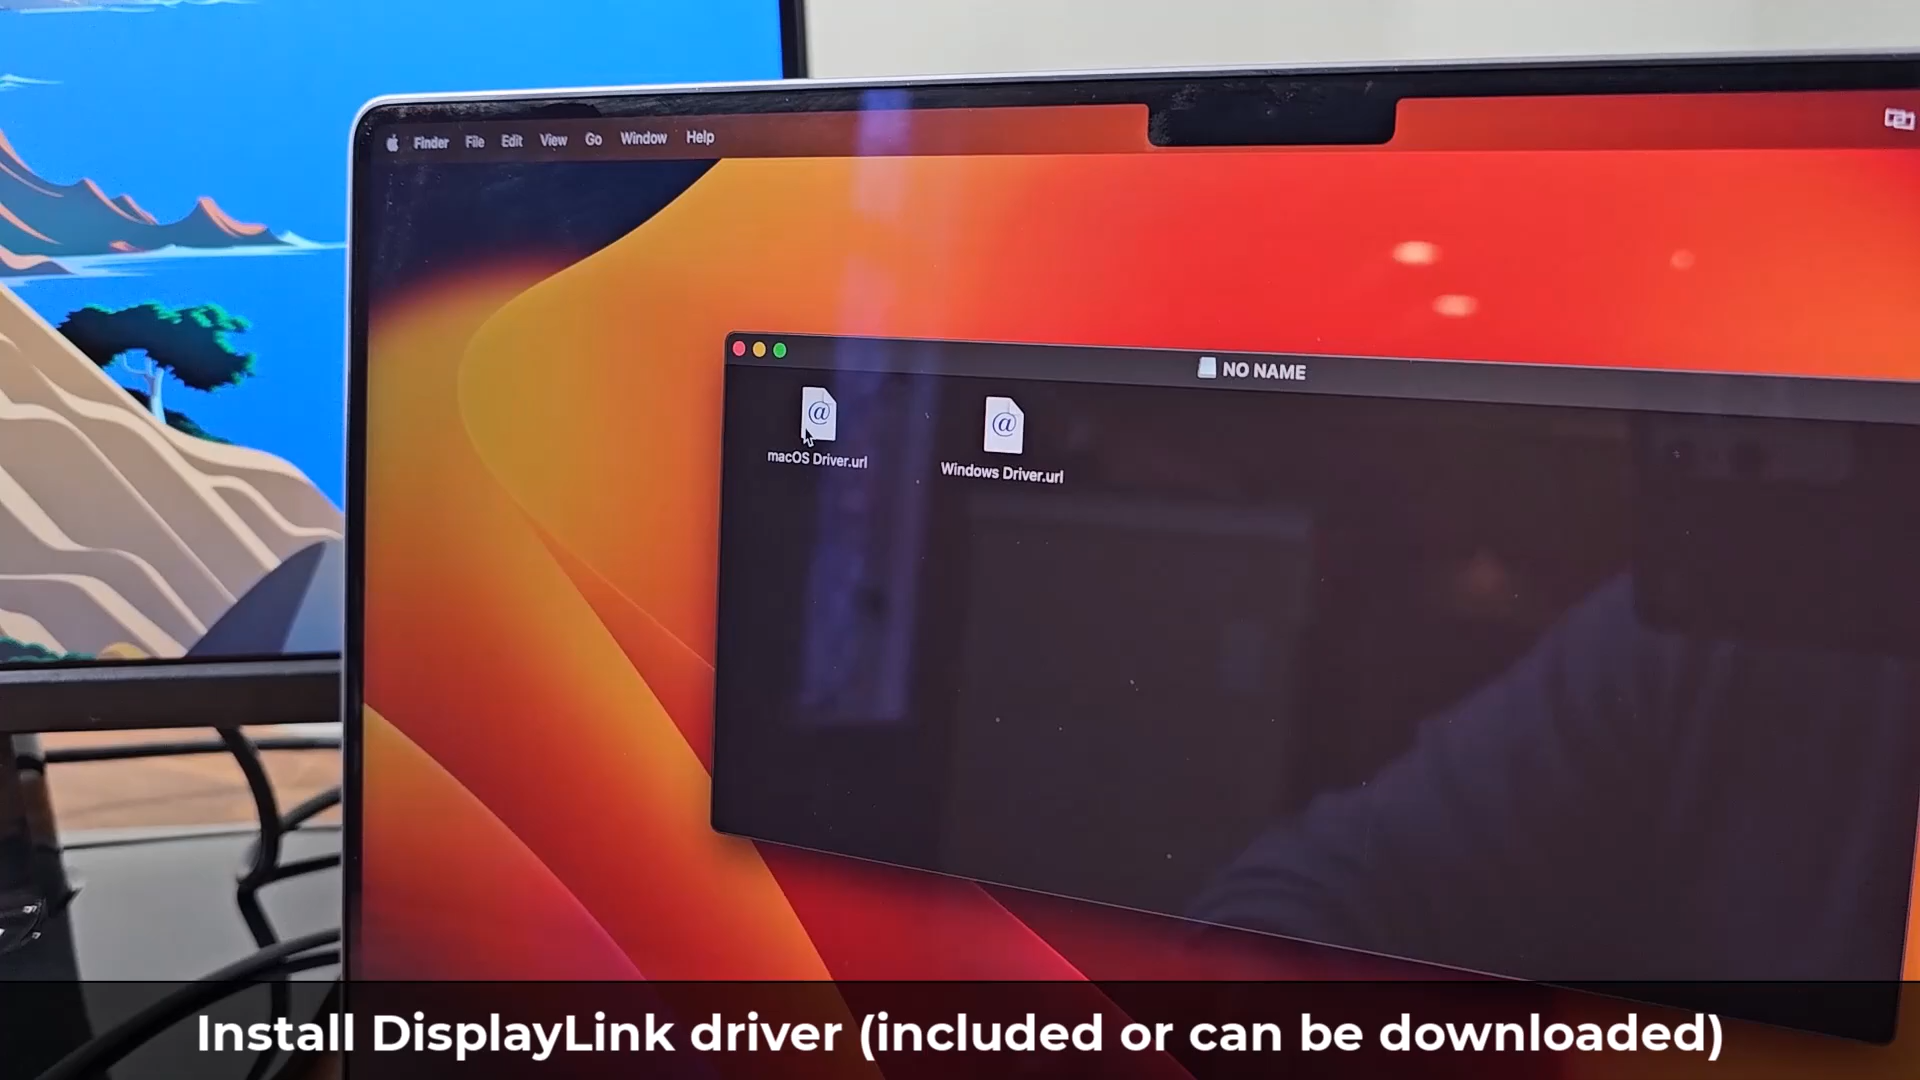 Finder File Edit View Go Window Help
NO NAME
@ @
macOS Driver.url Windows Driver.url
Install DisplayLink driver (included or can be downloaded)